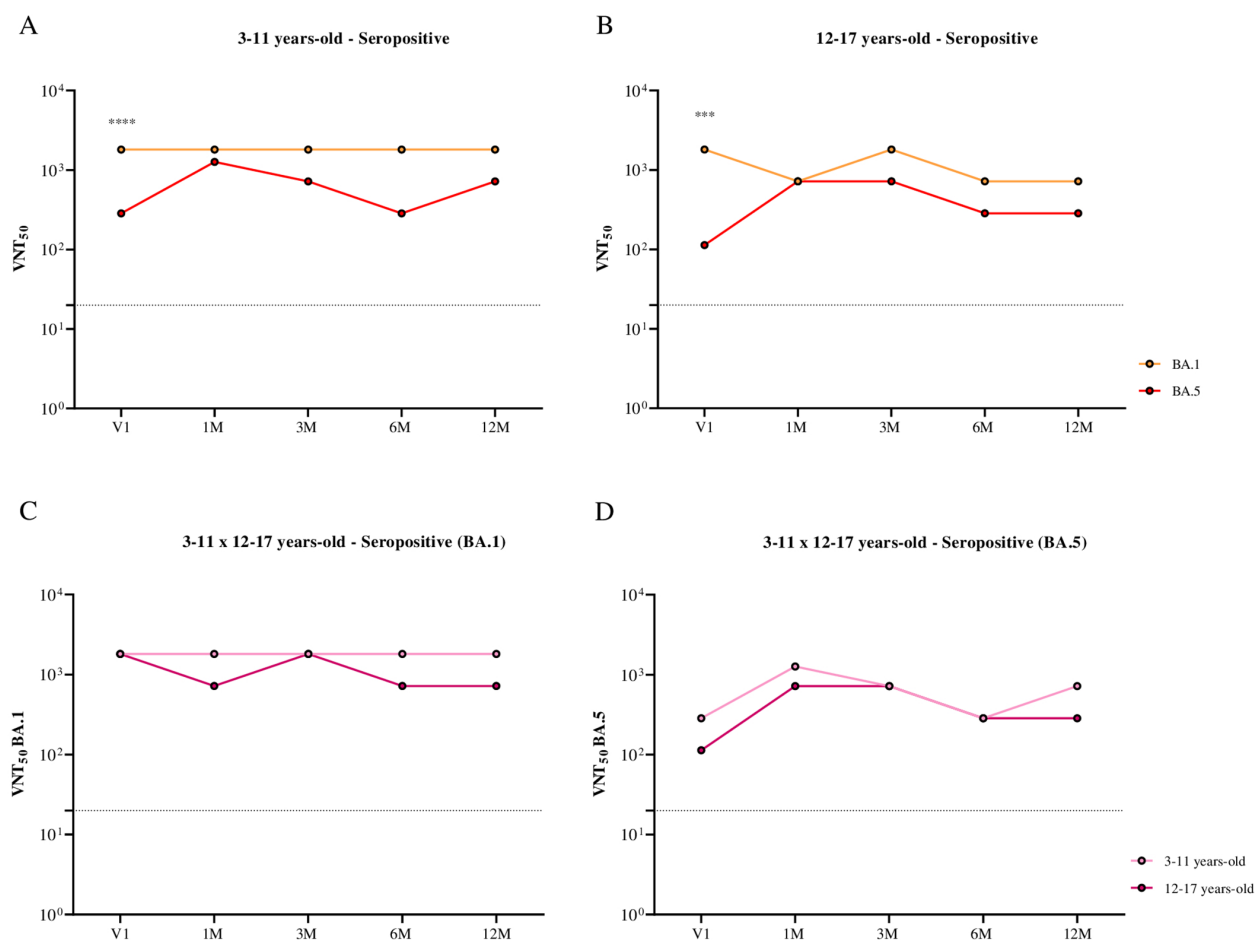 A
3-11 years-old - Seropositive
VNT50
10⁴
10³
10²
10¹
10⁰
****
V1 1M 3M 6M 12M
B
12-17 years-old - Seropositive
VNT50
10⁴
10³
10²
10¹
10⁰
***
V1 1M 3M 6M 12M
BA.1
BA.5
C
3-11 x 12-17 years-old - Seropositive (BA.1)
VNT50 BA.1
10⁴
10³
10²
10¹
10⁰
V1 1M 3M 6M 12M
D
3-11 x 12-17 years-old - Seropositive (BA.5)
VNT50 BA.5
10⁴
10³
10²
10¹
10⁰
V1 1M 3M 6M 12M
3-11 years-old
12-17 years-old